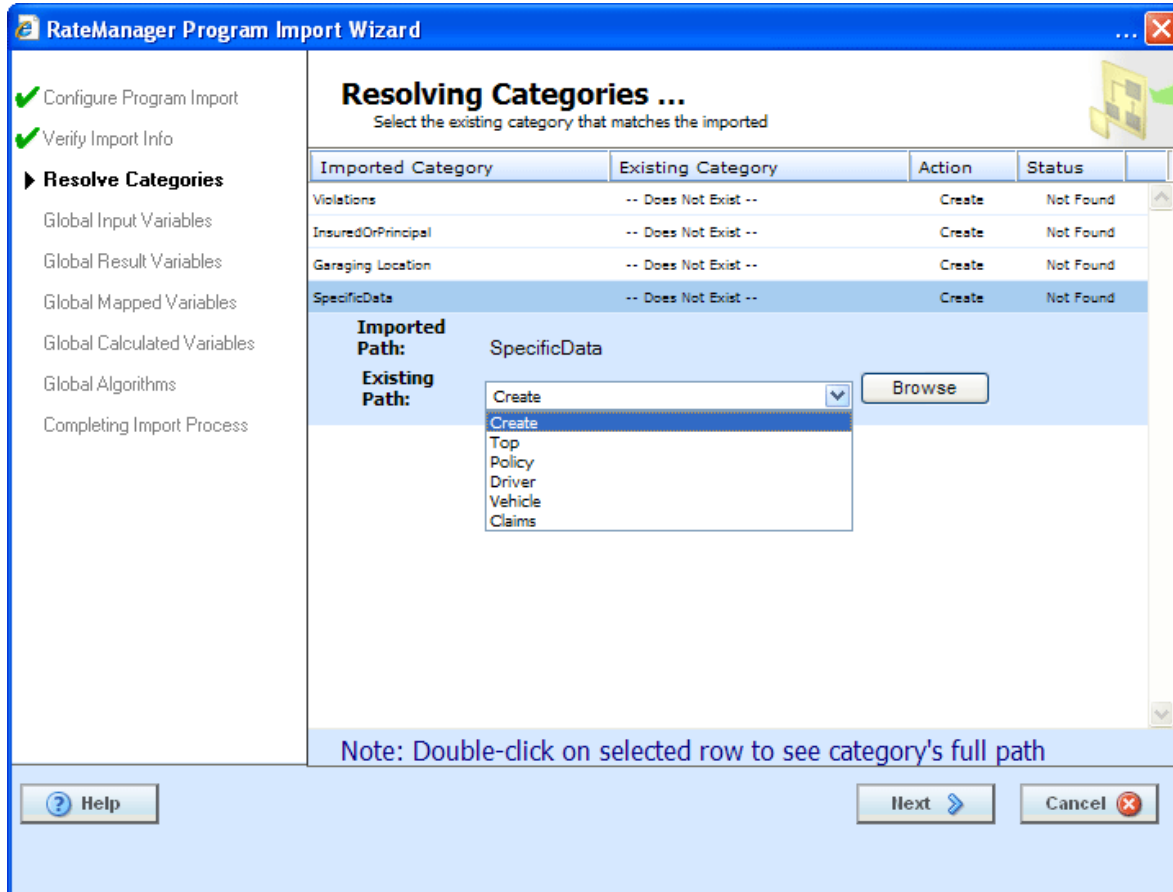 RateManager Program Import Wizard ...
Configure Program Import
Verify Import Info
Resolve Categories
Global Input Variables
Global Result Variables
Global Mapped Variables
Global Calculated Variables
Global Algorithms
Completing Import Process
Resolving Categories ...
Select the existing category that matches the imported
Imported Category Existing Category Action Status
Violations -- Does Not Exist -- Create Not Found
InsuredOrPrincipal -- Does Not Exist -- Create Not Found
Garaging Location -- Does Not Exist -- Create Not Found
SpecificData -- Does Not Exist -- Create Not Found
Imported
Path: SpecificData
Existing
Path: Create Browse
Create
Top
Policy
Driver
Vehicle
Claims
Note: Double-click on selected row to see category's full path
? Help Next Cancel